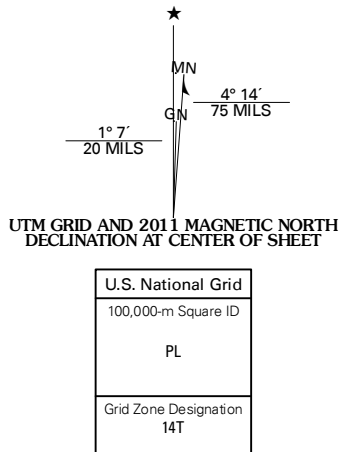 ★
MN
GN
4° 14´
75 MILS
1° 7´
20 MILS
UTM GRID AND 2011 MAGNETIC NORTH
DECLINATION AT CENTER OF SHEET
U.S. National Grid
100,000-m Square ID
PL
Grid Zone Designation
14T